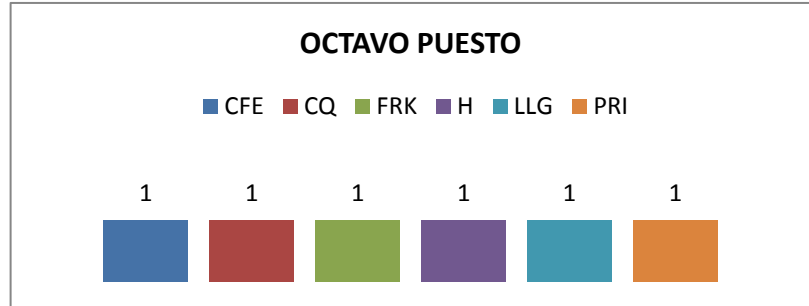 OCTAVO PUESTO
CFE CQ FRK H LLG PRI
1 1 1 1 1 1